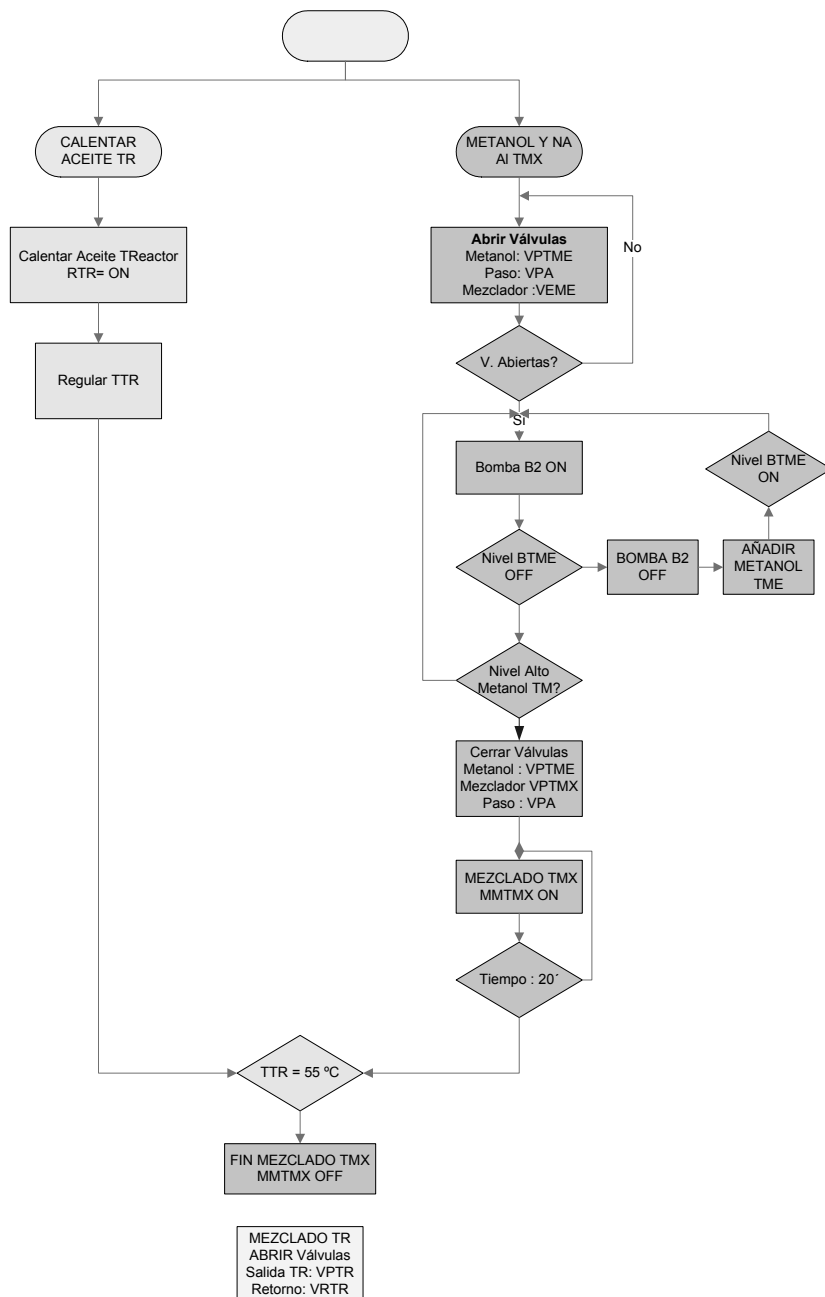 CALENTAR
ACEITE TR
METANOL Y NA
Al TMX
Calentar Aceite TReactor
RTR= ON
Abrir Válvulas
Metanol: VPTME
Paso: VPA
Mezclador :VEME
No
Regular TTR
V. Abiertas?
Si
Bomba B2 ON
Nivel BTME
ON
Nivel BTME
OFF
BOMBA B2
OFF
AÑADIR
METANOL
TME
Nivel Alto
Metanol TM?
Cerrar Válvulas
Metanol : VPTME
Mezclador VPTMX
Paso : VPA
MEZCLADO TMX
MMTMX ON
Tiempo : 20´
TTR = 55 ºC
FIN MEZCLADO TMX
MMTMX OFF
MEZCLADO TR
ABRIR Válvulas
Salida TR: VPTR
Retorno: VRTR